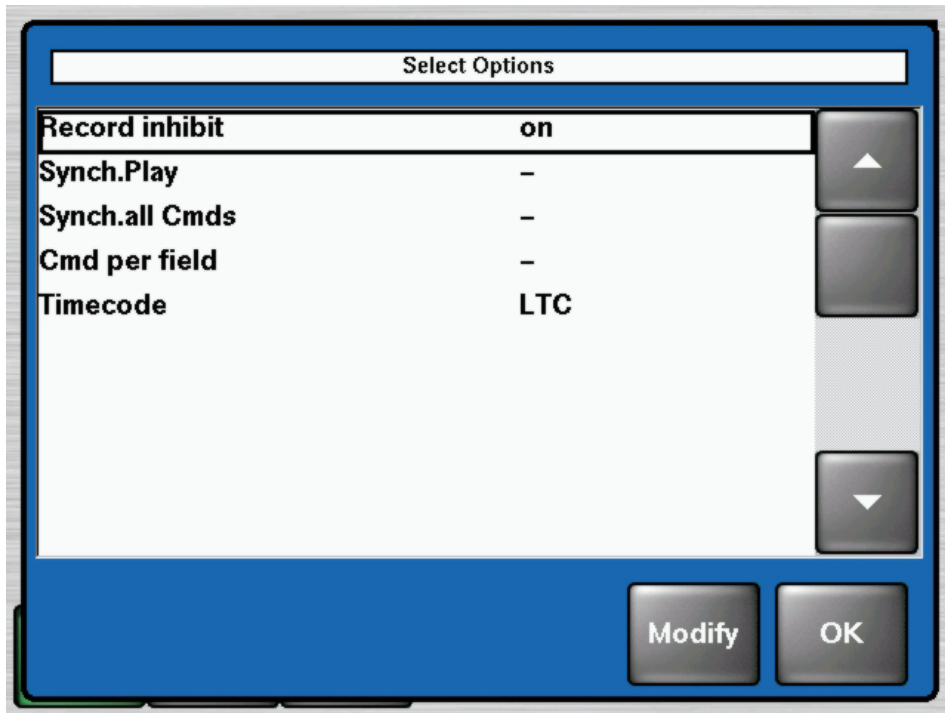 Select Options
Record inhibit on
Synch.Play –
Synch.all Cmds –
Cmd per field –
Timecode LTC
Modify OK